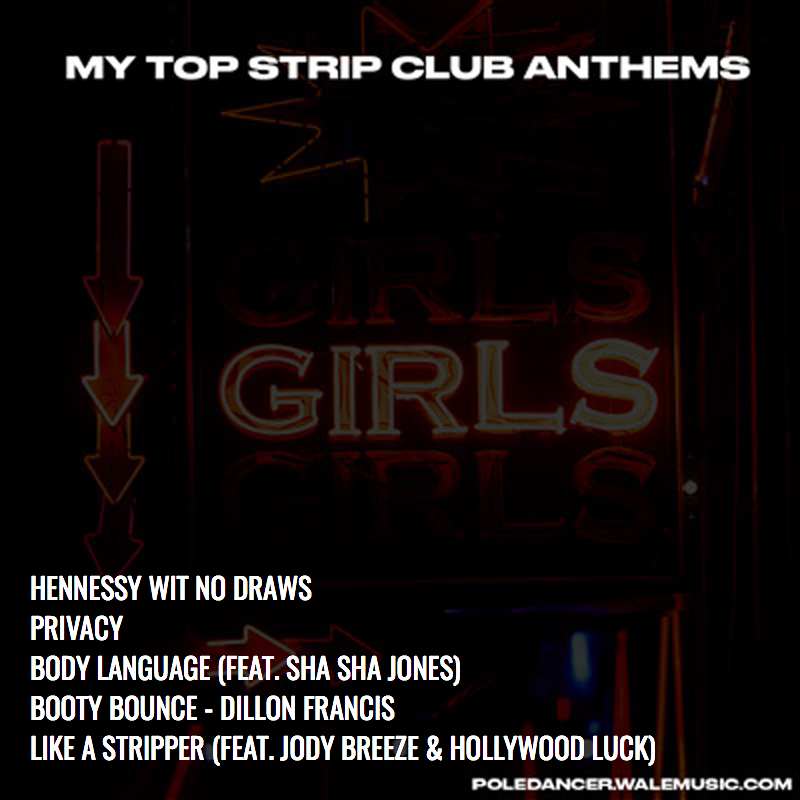 MY TOP STRIP CLUB ANTHEMS
GIRLS
GIRLS
GIRLS
HENNESSY WIT NO DRAWS
PRIVACY
BODY LANGUAGE (FEAT. SHA SHA JONES)
BOOTY BOUNCE - DILLON FRANCIS
LIKE A STRIPPER (FEAT. JODY BREEZE & HOLLYWOOD LUCK)
POLEDANCER.WALEMUSIC.COM